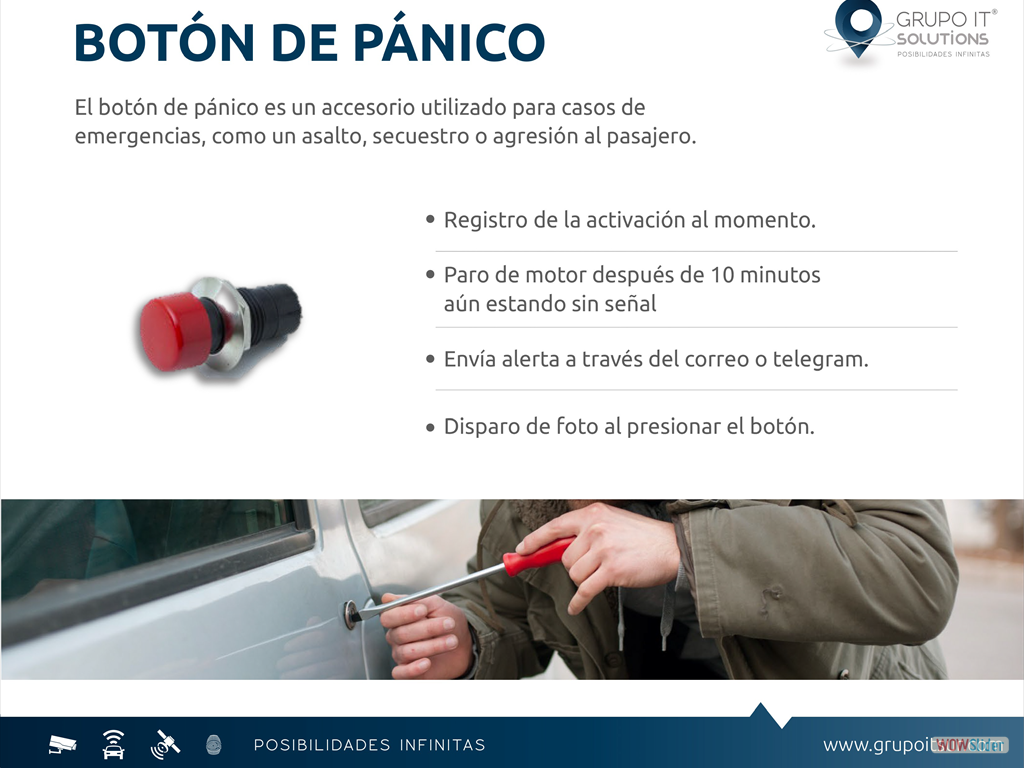 BOTÓN DE PÁNICO
GRUPO IT®
SOLUTIONS
POSIBILIDADES INFINITAS
El botón de pánico es un accesorio utilizado para casos de
emergencias, como un asalto, secuestro o agresión al pasajero.
• Registro de la activación al momento.
• Paro de motor después de 10 minutos
aún estando sin señal
• Envía alerta a través del correo o telegram.
• Disparo de foto al presionar el botón.
POSIBILIDADES INFINITAS